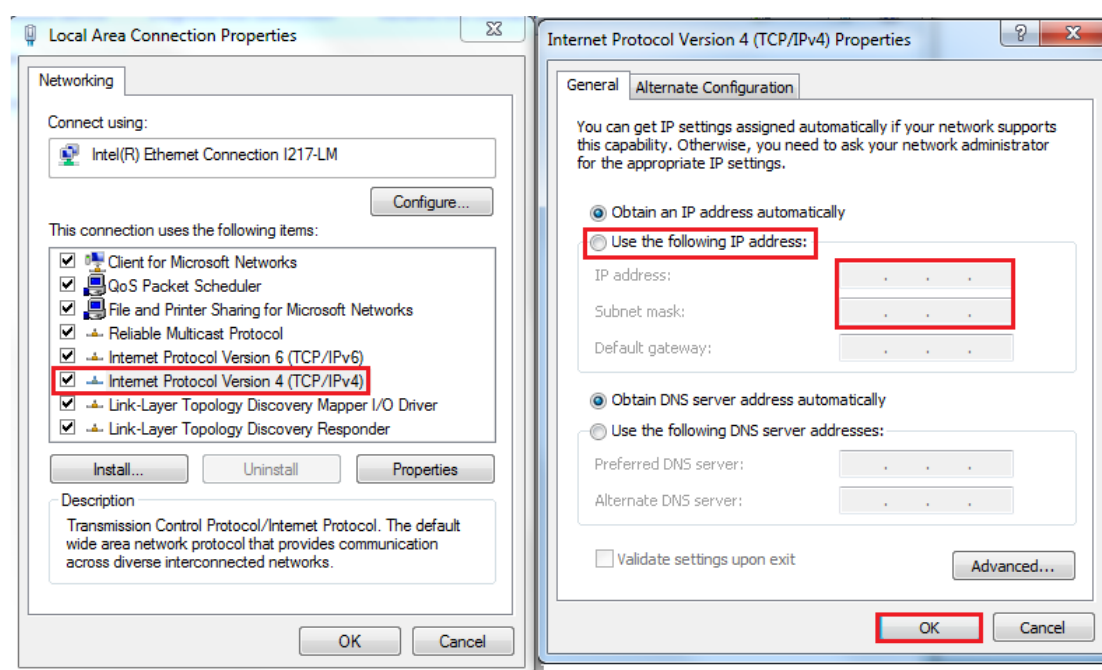 Local Area Connection Properties
Networking
Connect using:
Intel(R) Ethernet Connection I217-LM
Configure...
This connection uses the following items:
Client for Microsoft Networks
QoS Packet Scheduler
File and Printer Sharing for Microsoft Networks
Reliable Multicast Protocol
Internet Protocol Version 6 (TCP/IPv6)
Internet Protocol Version 4 (TCP/IPv4)
Link-Layer Topology Discovery Mapper I/O Driver
Link-Layer Topology Discovery Responder
Install...
Uninstall
Properties
Description
Transmission Control Protocol/Internet Protocol. The default
wide area network protocol that provides communication
across diverse interconnected networks.
OK
Cancel
Internet Protocol Version 4 (TCP/IPv4) Properties
General
Alternate Configuration
You can get IP settings assigned automatically if your network supports
this capability. Otherwise, you need to ask your network administrator
for the appropriate IP settings.
Obtain an IP address automatically
Use the following IP address:
IP address:
Subnet mask:
Default gateway:
Obtain DNS server address automatically
Use the following DNS server addresses:
Preferred DNS server:
Alternate DNS server:
Validate settings upon exit
Advanced...
OK
Cancel